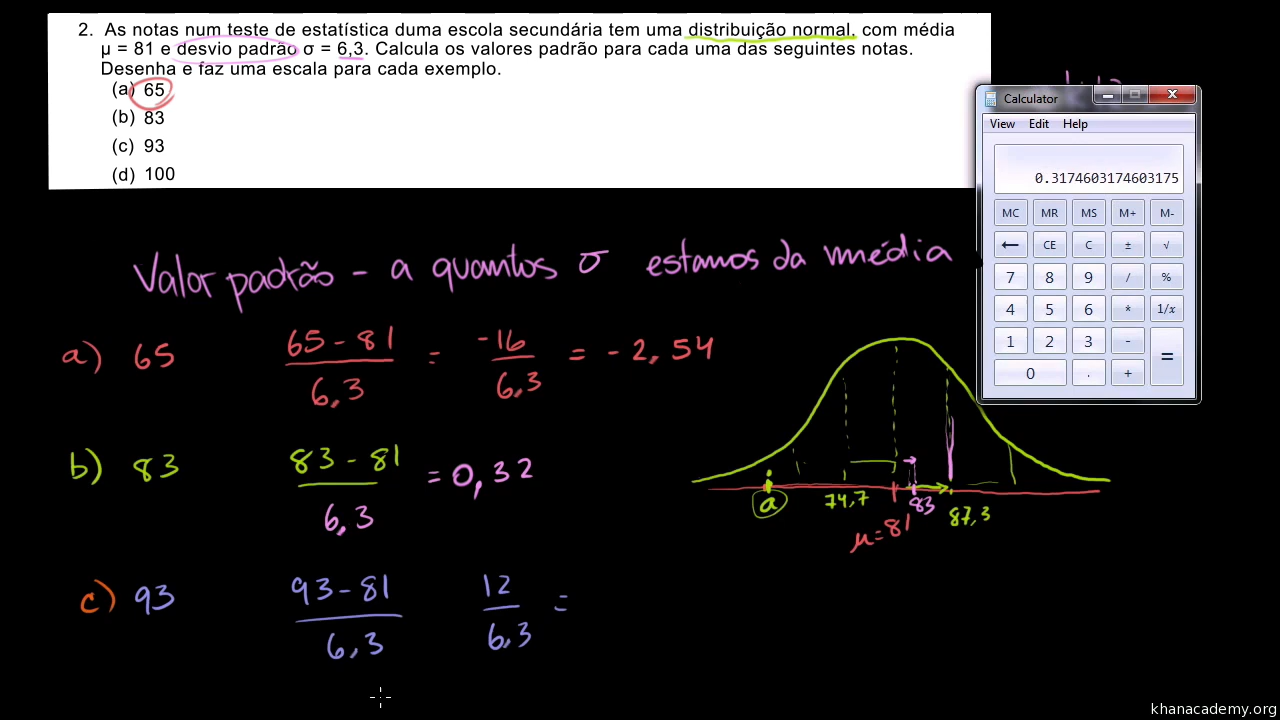 2. As notas num teste de estatística duma escola secundária tem uma distribuição normal, com média
μ = 81 e desvio padrão σ = 6,3. Calcula os valores padrão para cada uma das seguintes notas.
Desenha e faz uma escala para cada exemplo.
(a) 65
(b) 83
(c) 93
(d) 100
Calculator
View Edit Help
0.3174603174603175
MC MR MS M+ M-
← CE C ± √
7 8 9 / %
4 5 6 * 1/x
1 2 3 - =
0 . +
Valor padrão - a quantos σ estamos da média
a) 65 65 - 81 / 6,3 = -16 / 6,3 = - 2,54
b) 83 83 - 81 / 6,3 = 0,32
c) 93 93 - 81 / 6,3 12 / 6,3 =
a 74,7 83 87,3
μ = 81
khanacademy.org